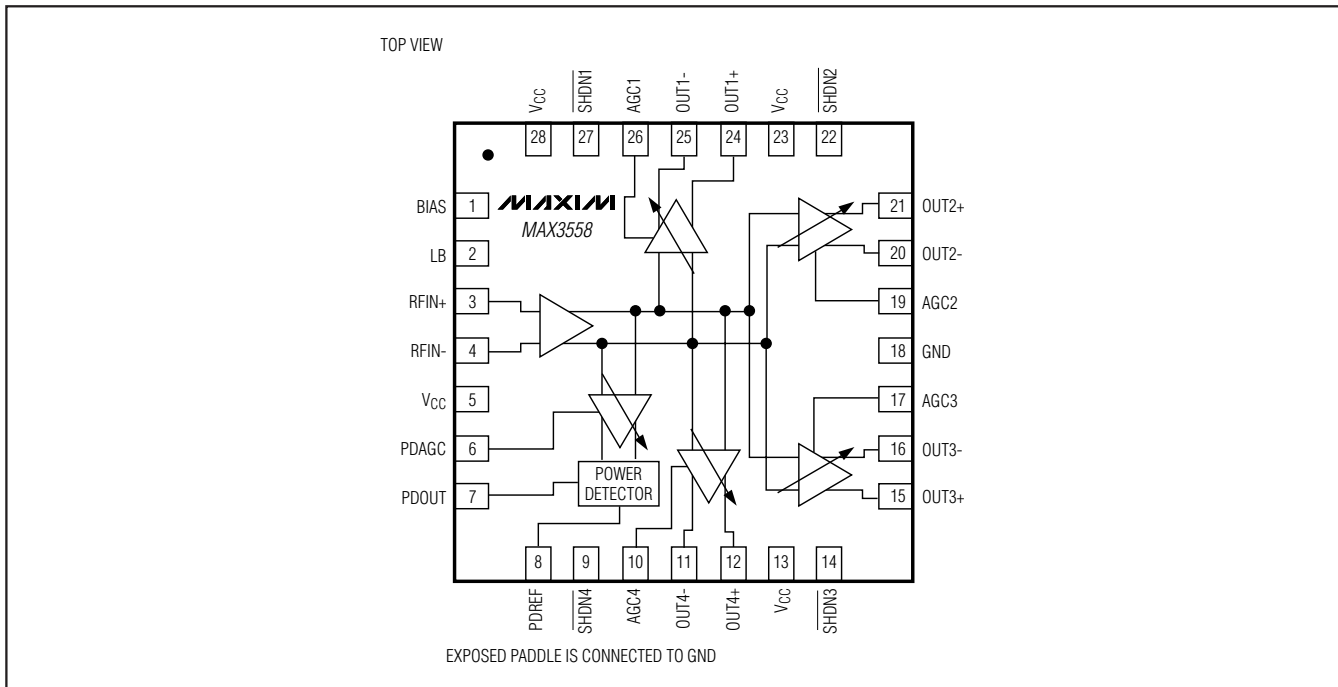 TOP VIEW
VCC
SHDN1
AGC1
OUT1-
OUT1+
VCC
SHDN2
28
27
26
25
24
23
22
BIAS 1
LB 2
RFIN+ 3
RFIN- 4
VCC 5
PDAGC 6
PDOUT 7
MAXIM
MAX3558
POWER
DETECTOR
21 OUT2+
20 OUT2-
19 AGC2
18 GND
17 AGC3
16 OUT3-
15 OUT3+
8
9
10
11
12
13
14
PDREF
SHDN4
AGC4
OUT4-
OUT4+
VCC
SHDN3
EXPOSED PADDLE IS CONNECTED TO GND